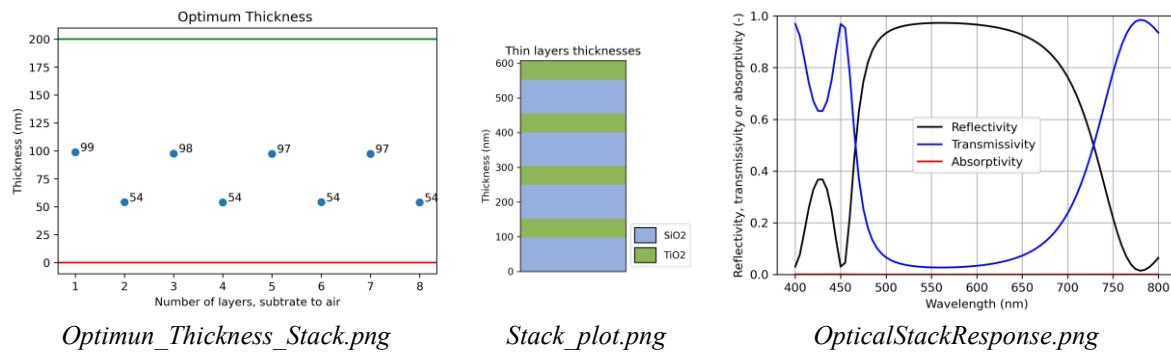 Optimum Thickness
Thickness (nm)
200
175
150
125
100
75
50
25
0
99
54
98
54
97
54
97
54
1 2 3 4 5 6 7 8
Number of layers, subtrate to air
Optimun_Thickness_Stack.png
Thin layers thicknesses
Thickness (nm)
600
500
400
300
200
100
0
SiO2
TiO2
Stack_plot.png
Reflectivity, transmissivity or absorptivity (-)
1.0
0.8
0.6
0.4
0.2
0.0
Reflectivity
Transmissivity
Absorptivity
400 450 500 550 600 650 700 750 800
Wavelength (nm)
OpticalStackResponse.png